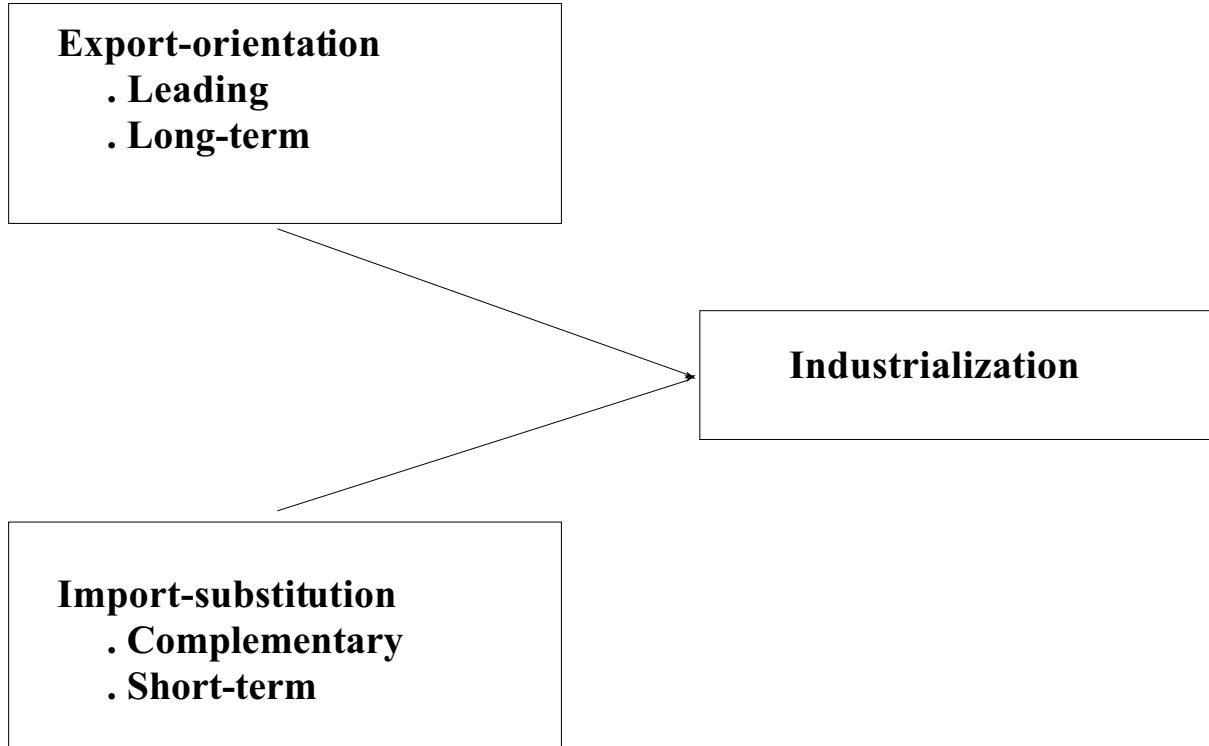 Export-orientation
. Leading
. Long-term
Industrialization
Import-substitution
. Complementary
. Short-term